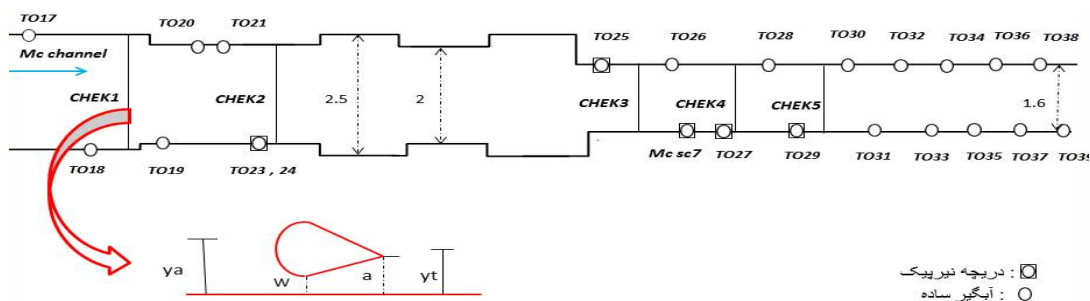 TO17
TO20
TO21
TO25
TO26
TO28
TO30
TO32
TO34
TO36
TO38
Mc channel
CHEK1
CHEK2
2.5
2
CHEK3
CHEK4
CHEK5
1.6
TO18
TO19
TO23 , 24
Mc sc7
TO27
TO29
TO31
TO33
TO35
TO37
TO39
ya
w
a
yt
دریچه نیرپیک :
آبگیر ساده :